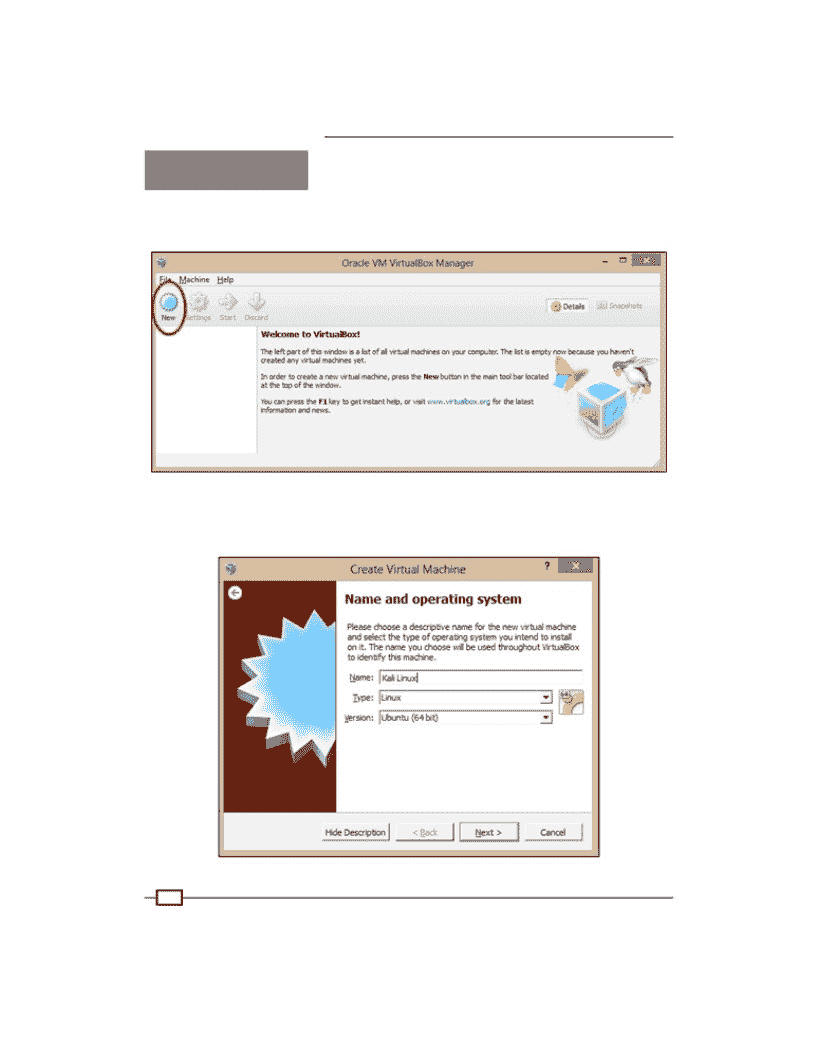 Oracle VM VirtualBox Manager
File Machine Help
New Settings Start Discard Details Snapshots
Welcome to VirtualBox!
The left part of this window is a list of all virtual machines on your computer. The list is empty now because you haven't
created any virtual machines yet.
In order to create a new virtual machine, press the New button in the main tool bar located
at the top of the window.
You can press the F1 key to get instant help, or visit www.virtualbox.org for the latest
information and news.
Create Virtual Machine ?
Name and operating system
Please choose a descriptive name for the new virtual machine
and select the type of operating system you intend to install
on it. The name you choose will be used throughout VirtualBox
to identify this machine.
Name: Kali Linux
Type: Linux
Version: Ubuntu (64 bit)
Hide Description < Back Next > Cancel